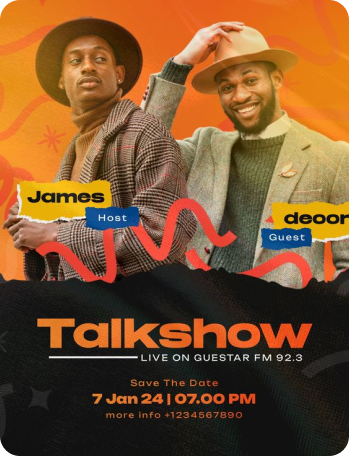 James
Host
deoor
Guest
Talkshow
LIVE ON GUESTAR FM 92.3
Save The Date
7 Jan 24 | 07.00 PM
more info +1234567890